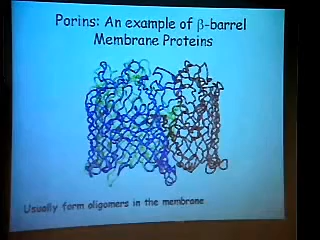 Porins: An example of β-barrel
Membrane Proteins
Usually form oligomers in the membrane